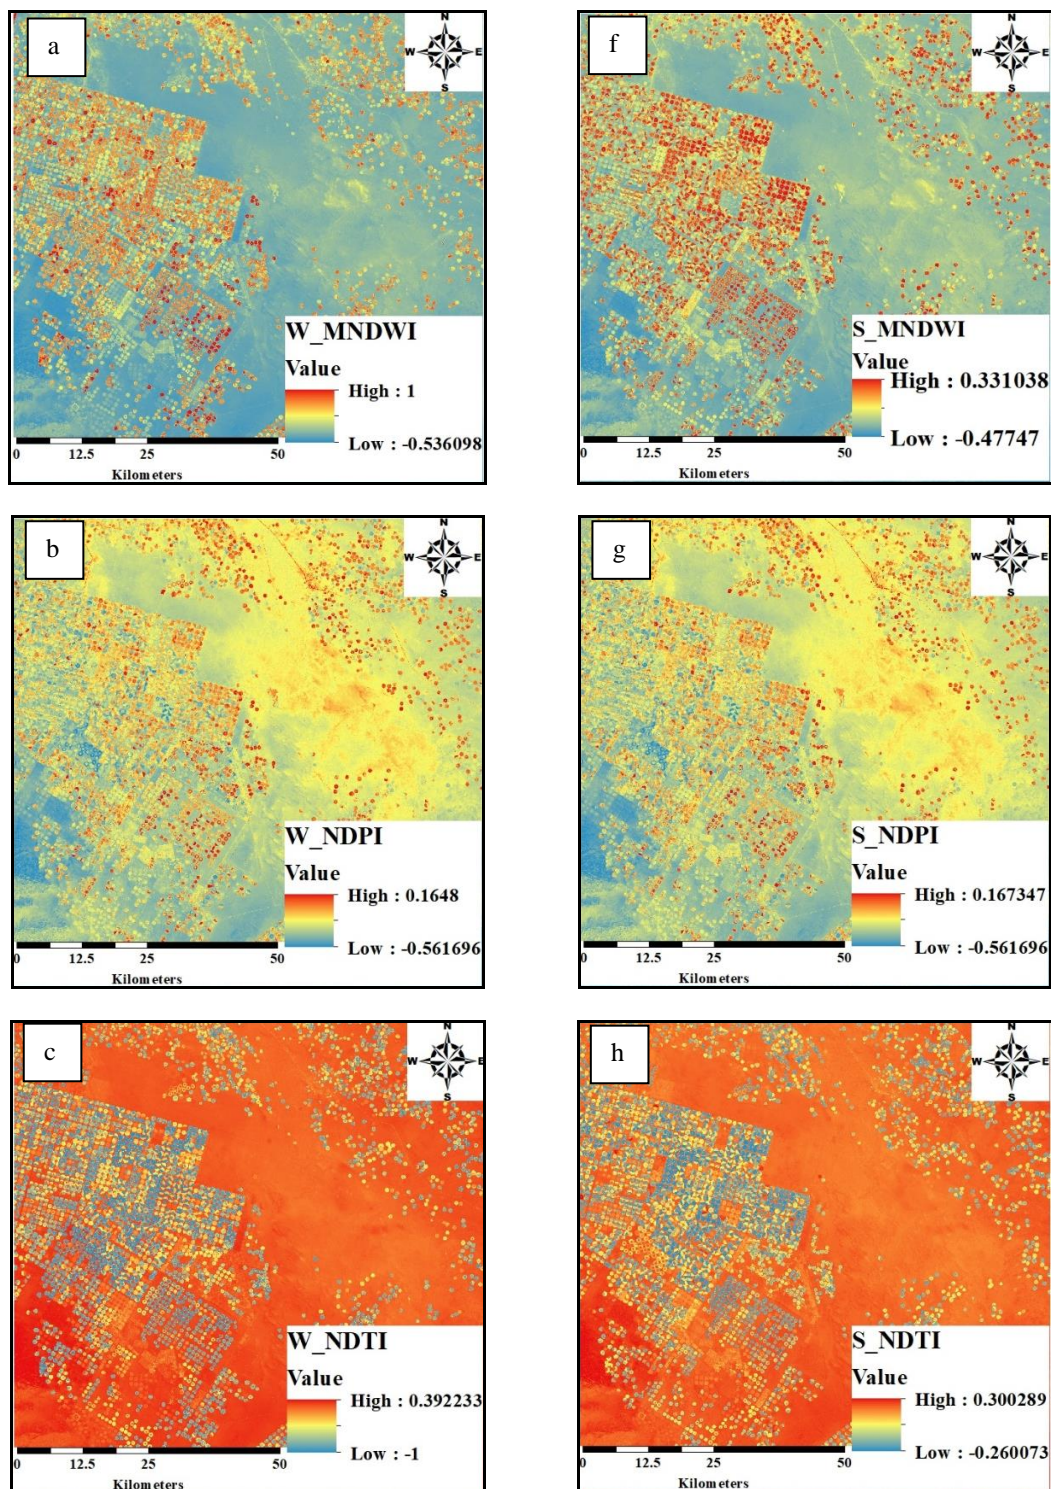 a
N
W E
S
W_MNDWI
Value
High : 1
Low : -0.536098
0 12.5 25 50
Kilometers
f
N
W E
S
S_MNDWI
Value
High : 0.331038
Low : -0.47747
0 12.5 25 50
Kilometers
b
N
W E
S
W_NDPI
Value
High : 0.1648
Low : -0.561696
0 12.5 25 50
Kilometers
g
N
W E
S
S_NDPI
Value
High : 0.167347
Low : -0.561696
0 12.5 25 50
Kilometers
c
N
W E
S
W_NDTI
Value
High : 0.392233
Low : -1
0 12.5 25 50
Kilometers
h
N
W E
S
S_NDTI
Value
High : 0.300289
Low : -0.260073
0 12.5 25 50
Kilometers